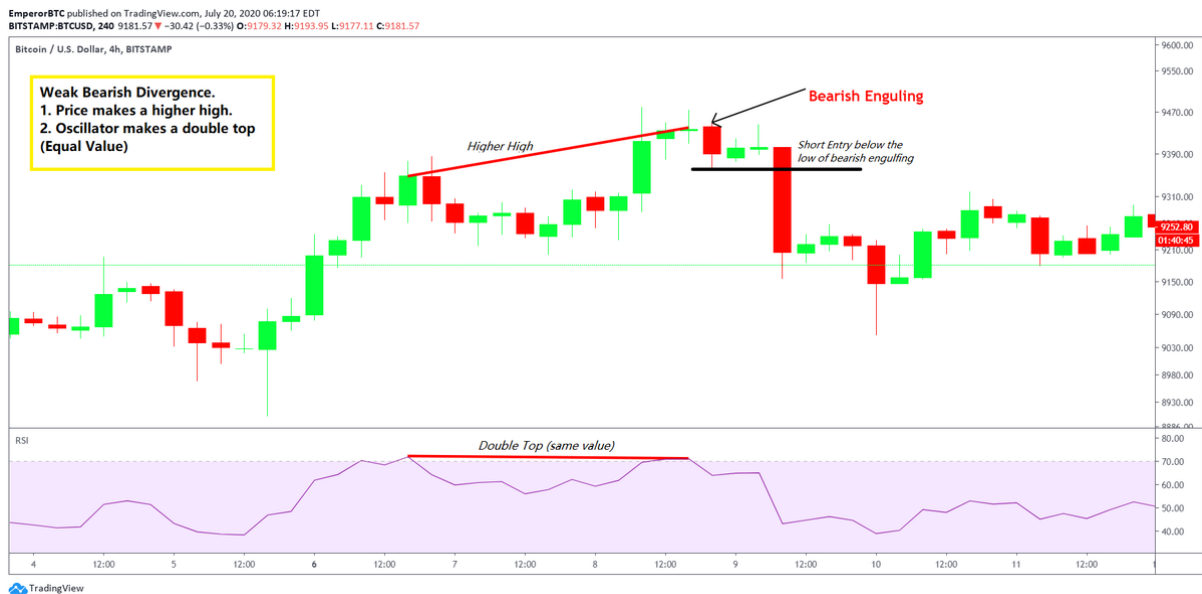 EmperorBTC published on TradingView.com, July 20, 2020 06:19:17 EDT
BITSTAMP:BTCUSD, 240 9181.57 ▼ −30.42 (−0.33%) O:9179.32 H:9193.95 L:9177.11 C:9181.57
Bitcoin / U.S. Dollar, 4h, BITSTAMP
Weak Bearish Divergence.
1. Price makes a higher high.
2. Oscillator makes a double top
(Equal Value)
Higher High
Bearish Enguling
Short Entry below the
low of bearish engulfing
9600.00
9550.00
9470.00
9390.00
9310.00
9252.80
01:40:45
9210.00
9150.00
9090.00
9030.00
8980.00
8930.00
8886.00
RSI
Double Top (same value)
80.00
70.00
60.00
50.00
40.00
4 12:00 5 12:00 6 12:00 7 12:00 8 12:00 9 12:00 10 12:00 11 12:00 1
TradingView